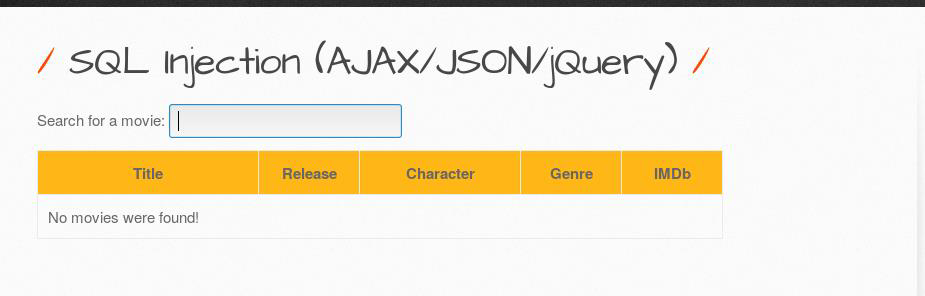 / SQL Injection (AJAX/JSON/jQuery) /
Search for a movie:
Title Release Character Genre IMDb
No movies were found!